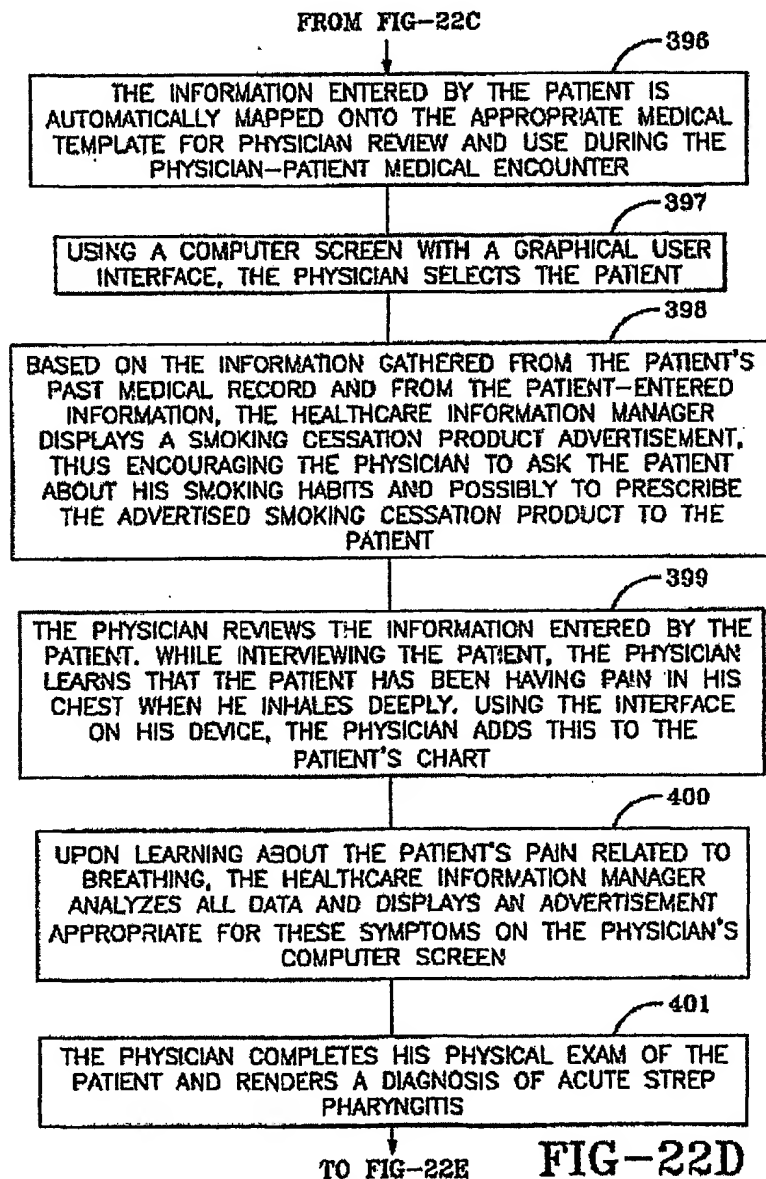 FROM FIG-22C
396
THE INFORMATION ENTERED BY THE PATIENT IS
AUTOMATICALLY MAPPED ONTO THE APPROPRIATE MEDICAL
TEMPLATE FOR PHYSICIAN REVIEW AND USE DURING THE
PHYSICIAN-PATIENT MEDICAL ENCOUNTER
397
USING A COMPUTER SCREEN WITH A GRAPHICAL USER
INTERFACE, THE PHYSICIAN SELECTS THE PATIENT
398
BASED ON THE INFORMATION GATHERED FROM THE PATIENT'S
PAST MEDICAL RECORD AND FROM THE PATIENT-ENTERED
INFORMATION, THE HEALTHCARE INFORMATION MANAGER
DISPLAYS A SMOKING CESSATION PRODUCT ADVERTISEMENT,
THUS ENCOURAGING THE PHYSICIAN TO ASK THE PATIENT
ABOUT HIS SMOKING HABITS AND POSSIBLY TO PRESCRIBE
THE ADVERTISED SMOKING CESSATION PRODUCT TO THE
PATIENT
399
THE PHYSICIAN REVIEWS THE INFORMATION ENTERED BY THE
PATIENT. WHILE INTERVIEWING THE PATIENT, THE PHYSICIAN
LEARNS THAT THE PATIENT HAS BEEN HAVING PAIN IN HIS
CHEST WHEN HE INHALES DEEPLY. USING THE INTERFACE
ON HIS DEVICE, THE PHYSICIAN ADDS THIS TO THE
PATIENT'S CHART
400
UPON LEARNING ABOUT THE PATIENT'S PAIN RELATED TO
BREATHING, THE HEALTHCARE INFORMATION MANAGER
ANALYZES ALL DATA AND DISPLAYS AN ADVERTISEMENT
APPROPRIATE FOR THESE SYMPTOMS ON THE PHYSICIAN'S
COMPUTER SCREEN
401
THE PHYSICIAN COMPLETES HIS PHYSICAL EXAM OF THE
PATIENT AND RENDERS A DIAGNOSIS OF ACUTE STREP
PHARYNGITIS
TO FIG-22E
FIG-22D